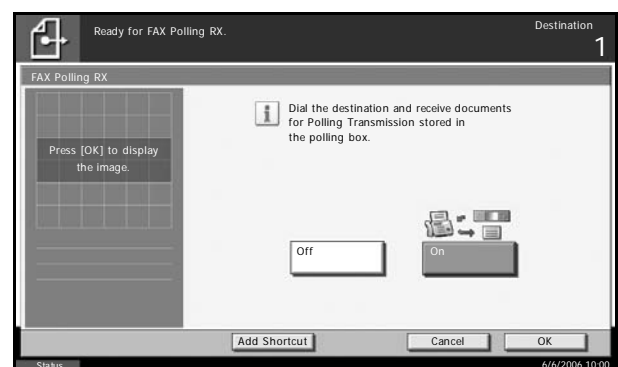 Ready for FAX Polling RX.
Destination
1
FAX Polling RX
Press [OK] to display
the image.
i
Dial the destination and receive documents
for Polling Transmission stored in
the polling box.
Off
On
Add Shortcut
Cancel
OK
Status
6/6/2006 10:00